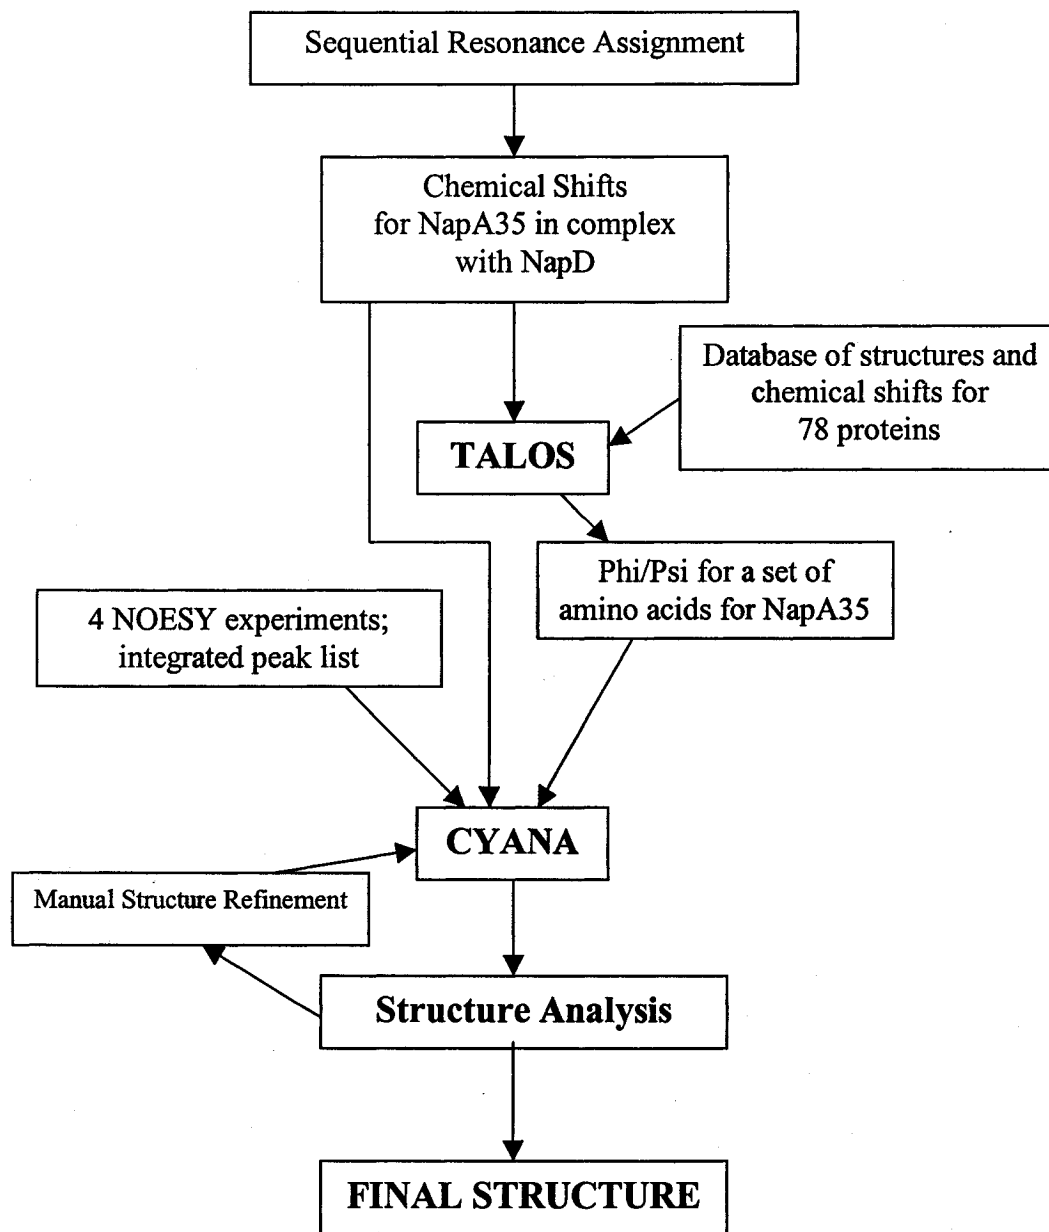 Sequential Resonance Assignment
Chemical Shifts
for NapA35 in complex
with NapD
Database of structures and
chemical shifts for
78 proteins
TALOS
Phi/Psi for a set of
amino acids for NapA35
4 NOESY experiments;
integrated peak list
CYANA
Manual Structure Refinement
Structure Analysis
FINAL STRUCTURE